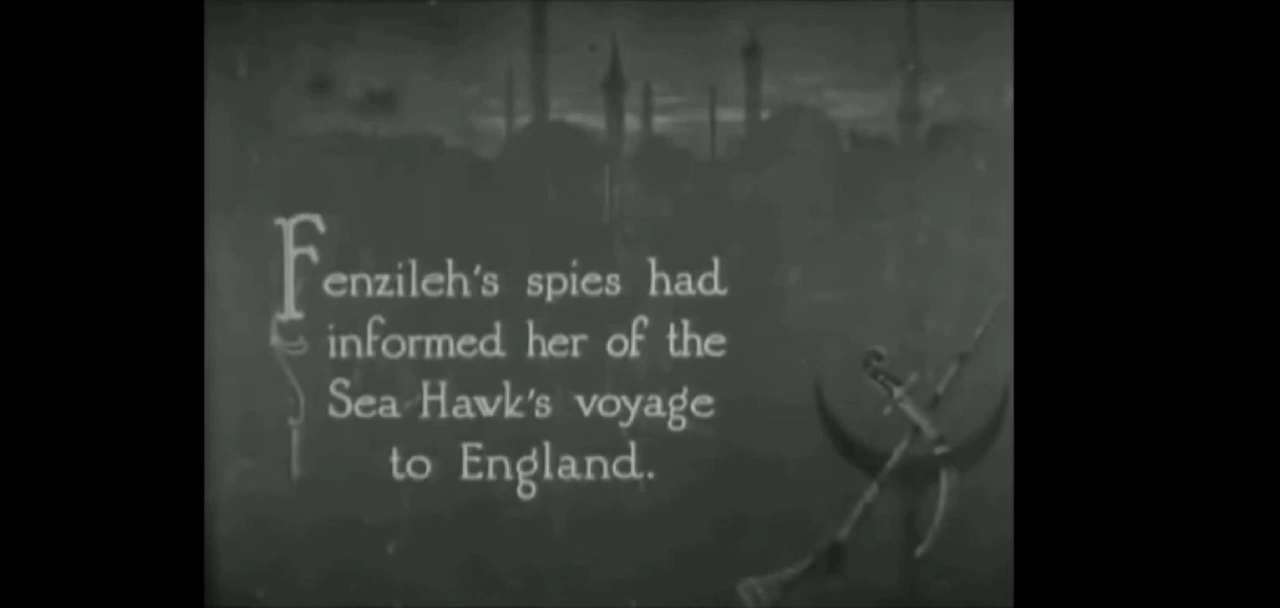 Fenzileh's spies had
informed her of the
Sea Hawk's voyage
to England.